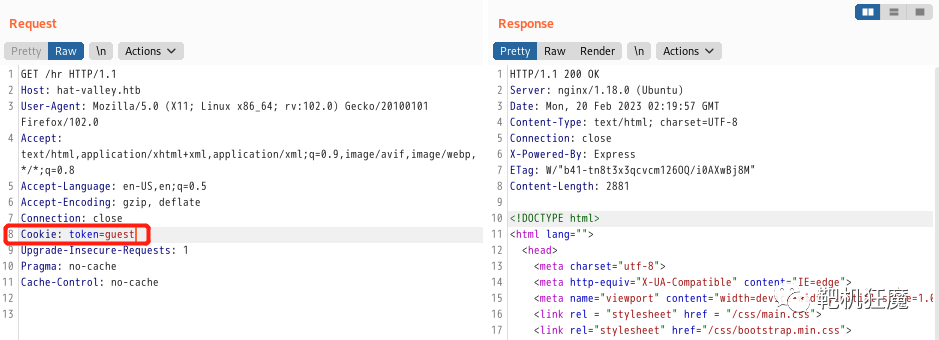 Request
Response
Pretty Raw \n Actions
Pretty Raw Render \n Actions
1 GET /hr HTTP/1.1
2 Host: hat-valley.htb
3 User-Agent: Mozilla/5.0 (X11; Linux x86_64; rv:102.0) Gecko/20100101
Firefox/102.0
4 Accept:
text/html,application/xhtml+xml,application/xml;q=0.9,image/avif,image/webp,
*/*;q=0.8
5 Accept-Language: en-US,en;q=0.5
6 Accept-Encoding: gzip, deflate
7 Connection: close
8 Cookie: token=guest
9 Upgrade-Insecure-Requests: 1
10 Pragma: no-cache
11 Cache-Control: no-cache
12
13
1 HTTP/1.1 200 OK
2 Server: nginx/1.18.0 (Ubuntu)
3 Date: Mon, 20 Feb 2023 02:19:57 GMT
4 Content-Type: text/html; charset=UTF-8
5 Connection: close
6 X-Powered-By: Express
7 ETag: W/"b41-tn8t3x3qcvcm126OQ/i0AXwBj8M"
8 Content-Length: 2881
9
10 <!DOCTYPE html>
11 <html lang="">
12 <head>
13 <meta charset="utf-8">
14 <meta http-equiv="X-UA-Compatible" content="IE=edge">
15 <meta name="viewport"
16 <link rel = "stylesheet" href = "/css/main.css">
17 <link rel="stylesheet" href="/css/bootstrap.min.css">
靶机狂魔